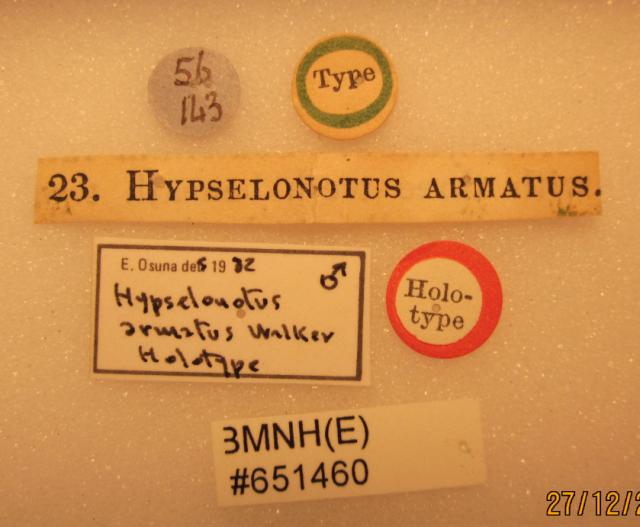 56
143
Type
23. HYPSELONOTUS ARMATUS.
E. Osuna det 19 ♂
Hypselonotus
armatus Walker
Holotype
Holo-
type
BMNH(E)
#651460
27/12/2